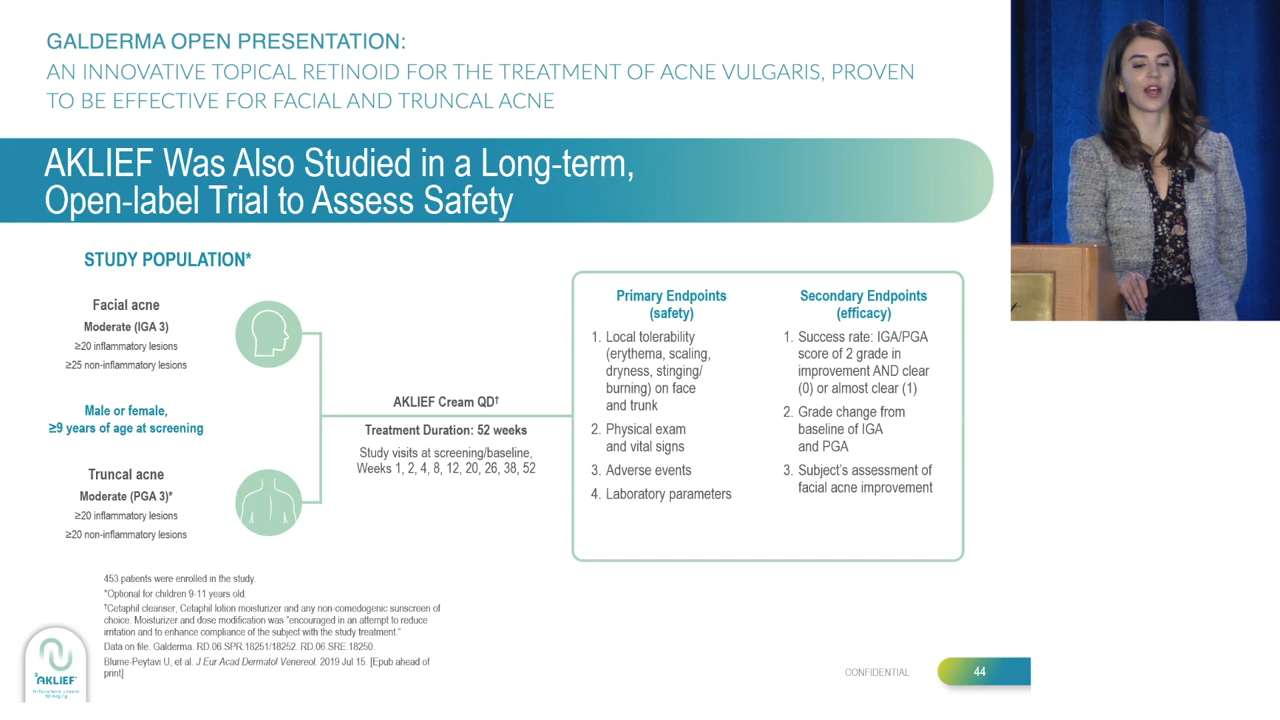 GALDERMA OPEN PRESENTATION:
AN INNOVATIVE TOPICAL RETINOID FOR THE TREATMENT OF ACNE VULGARIS, PROVEN
TO BE EFFECTIVE FOR FACIAL AND TRUNCAL ACNE
AKLIEF Was Also Studied in a Long-term,
Open-label Trial to Assess Safety
STUDY POPULATION*
Facial acne
Moderate (IGA 3)
≥20 inflammatory lesions
≥25 non-inflammatory lesions
Male or female,
≥9 years of age at screening
Truncal acne
Moderate (PGA 3)*
≥20 inflammatory lesions
≥20 non-inflammatory lesions
AKLIEF Cream QD†
Treatment Duration: 52 weeks
Study visits at screening/baseline,
Weeks 1, 2, 4, 8, 12, 20, 26, 38, 52
Primary Endpoints
(safety)
1. Local tolerability
(erythema, scaling,
dryness, stinging/
burning) on face
and trunk
2. Physical exam
and vital signs
3. Adverse events
4. Laboratory parameters
Secondary Endpoints
(efficacy)
1. Success rate: IGA/PGA
score of 2 grade in
improvement AND clear
(0) or almost clear (1)
2. Grade change from
baseline of IGA
and PGA
3. Subject's assessment of
facial acne improvement
453 patients were enrolled in the study.
*Optional for children 9-11 years old.
†Cetaphil cleanser, Cetaphil lotion moisturizer and any non-comedogenic sunscreen of
choice. Moisturizer and dose modification was "encouraged in an attempt to reduce
irritation and to enhance compliance of the subject with the study treatment."
Data on file. Galderma. RD.06.SPR.18251/18252. RD.06.SRE.18250.
Blume-Peytavi U, et al. J Eur Acad Dermatol Venereol. 2019 Jul 15. [Epub ahead of
print]
AKLIEF
CONFIDENTIAL
44